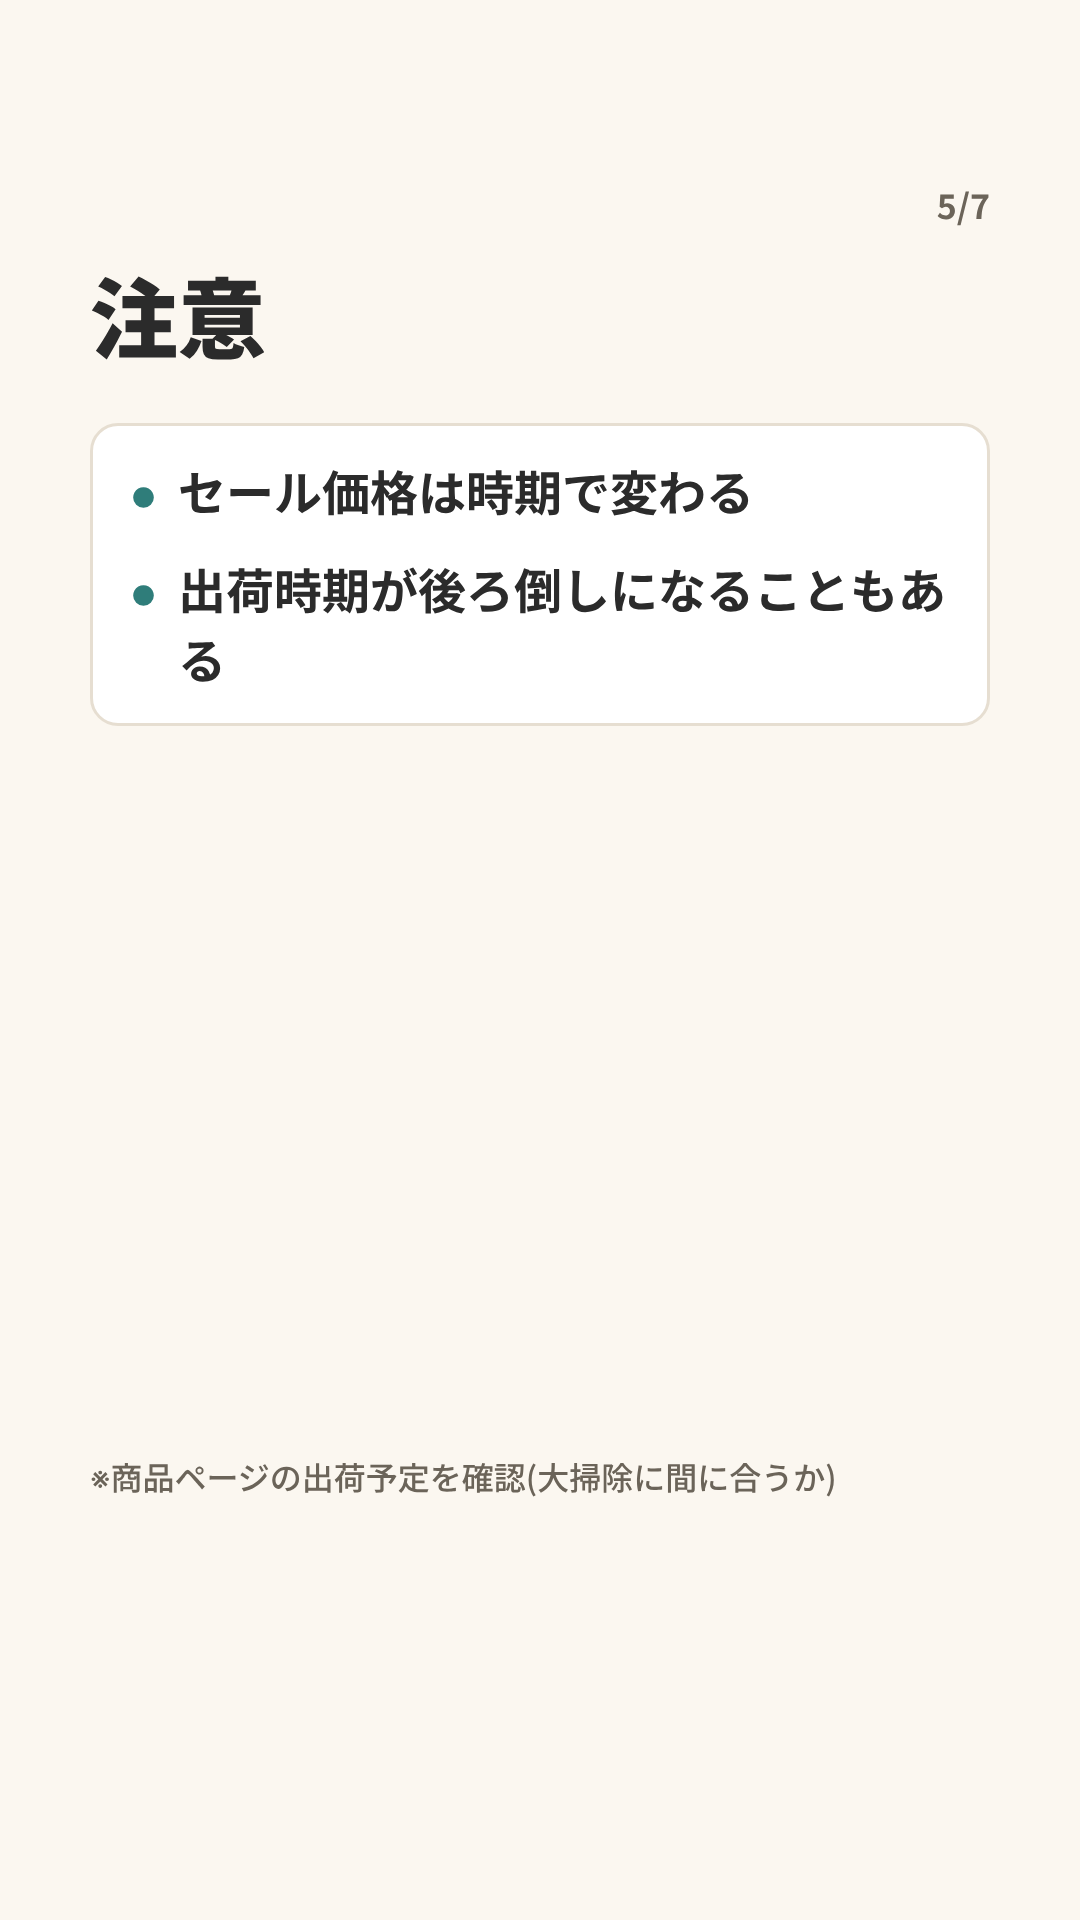 5/7
注意
● セール価格は時期で変わる
● 出荷時期が後ろ倒しになることもあ
る
※商品ページの出荷予定を確認(大掃除に間に合うか)